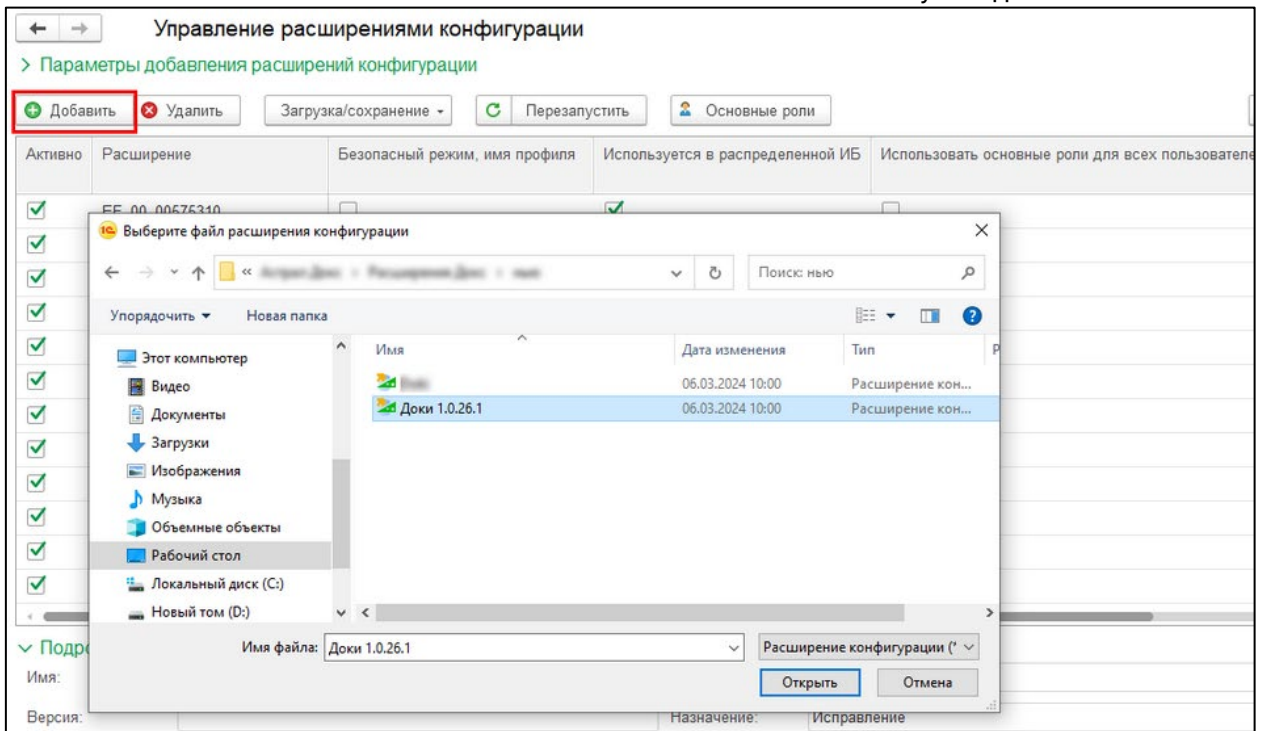 Управление расширениями конфигурации
Параметры добавления расширений конфигурации
Добавить Удалить Загрузка/сохранение Перезапустить Основные роли
Активно Расширение Безопасный режим, имя профиля Используется в распределенной ИБ Использовать основные роли для всех пользователе
EF_00_00675310
Выберите файл расширения конфигурации
« Поиск: нью
Упорядочить Новая папка
Имя Дата изменения Тип Р
Этот компьютер
Видео 06.03.2024 10:00 Расширение кон...
Документы Доки 1.0.26.1 06.03.2024 10:00 Расширение кон...
Загрузки
Изображения
Музыка
Объемные объекты
Рабочий стол
Локальный диск (C:)
Новый том (D:)
Подро
Имя файла: Доки 1.0.26.1 Расширение конфигурации (*
Имя:
Открыть Отмена
Версия: Назначение: Исправление